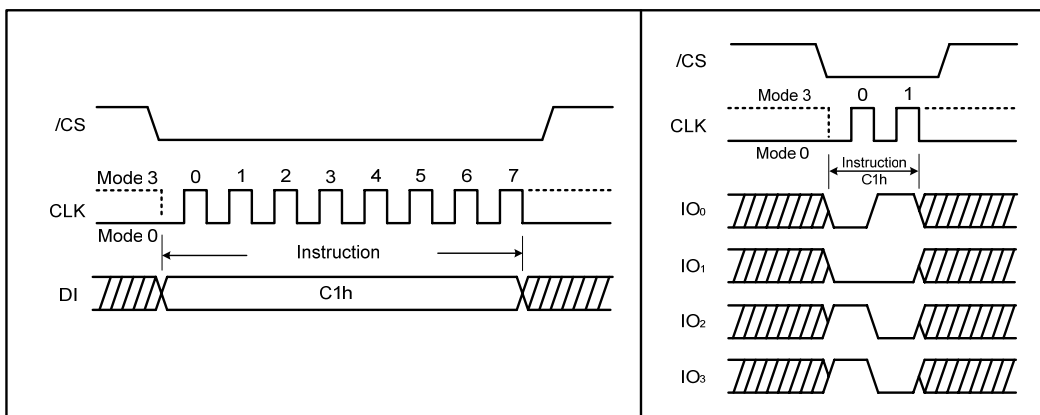 /CS
Mode 3
0 1 2 3 4 5 6 7
CLK
Mode 0
Instruction
DI
C1h
/CS
Mode 3
0 1
CLK
Mode 0
Instruction
C1h
IO₀
IO₁
IO₂
IO₃